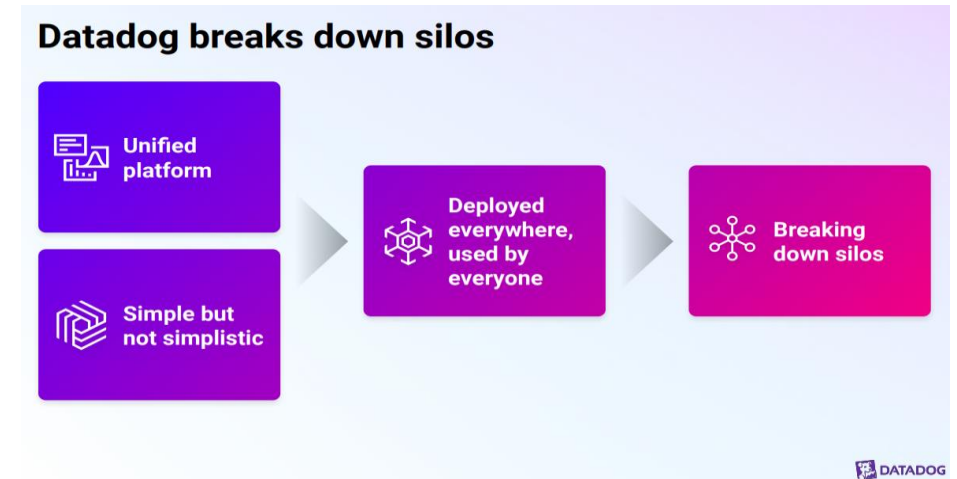 Datadog breaks down silos
Unified
platform
Simple but
not simplistic
Deployed
everywhere,
used by
everyone
Breaking
down silos
DATADOG